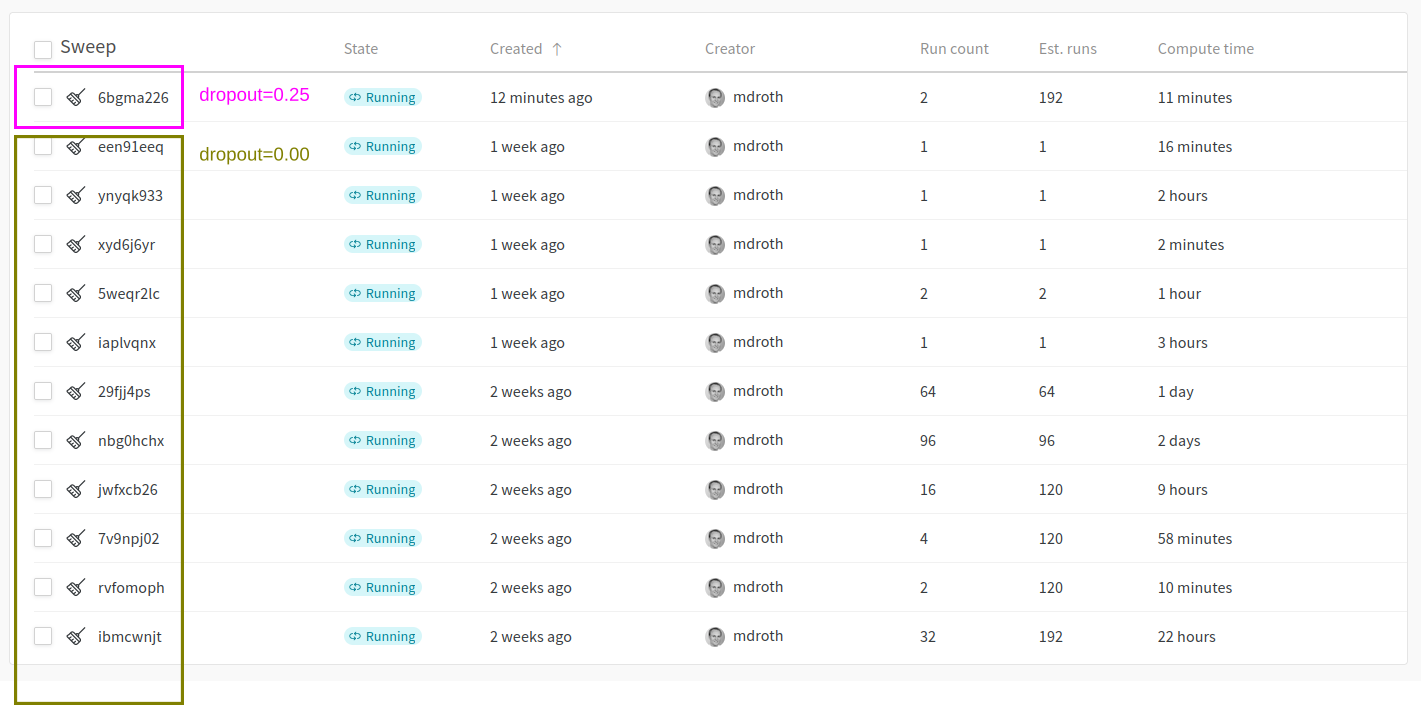 Sweep State Created ↑ Creator Run count Est. runs Compute time
6bgma226 dropout=0.25 Running 12 minutes ago mdroth 2 192 11 minutes
een91eeq dropout=0.00 Running 1 week ago mdroth 1 1 16 minutes
ynyqk933 Running 1 week ago mdroth 1 1 2 hours
xyd6j6yr Running 1 week ago mdroth 1 1 2 minutes
5weqr2lc Running 1 week ago mdroth 2 2 1 hour
iaplvqnx Running 1 week ago mdroth 1 1 3 hours
29fjj4ps Running 2 weeks ago mdroth 64 64 1 day
nbg0hchx Running 2 weeks ago mdroth 96 96 2 days
jwfxcb26 Running 2 weeks ago mdroth 16 120 9 hours
7v9npj02 Running 2 weeks ago mdroth 4 120 58 minutes
rvfomoph Running 2 weeks ago mdroth 2 120 10 minutes
ibmcwnjt Running 2 weeks ago mdroth 32 192 22 hours